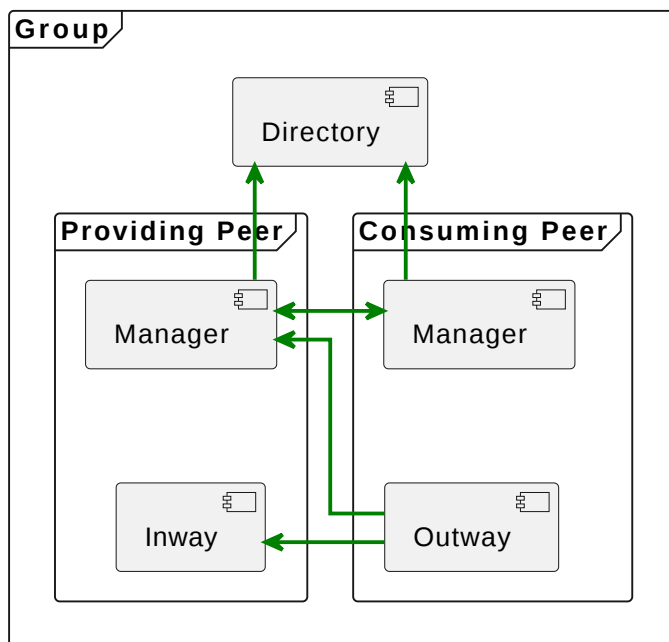 Group
Directory
Providing Peer
Consuming Peer
Manager
Manager
Inway
Outway